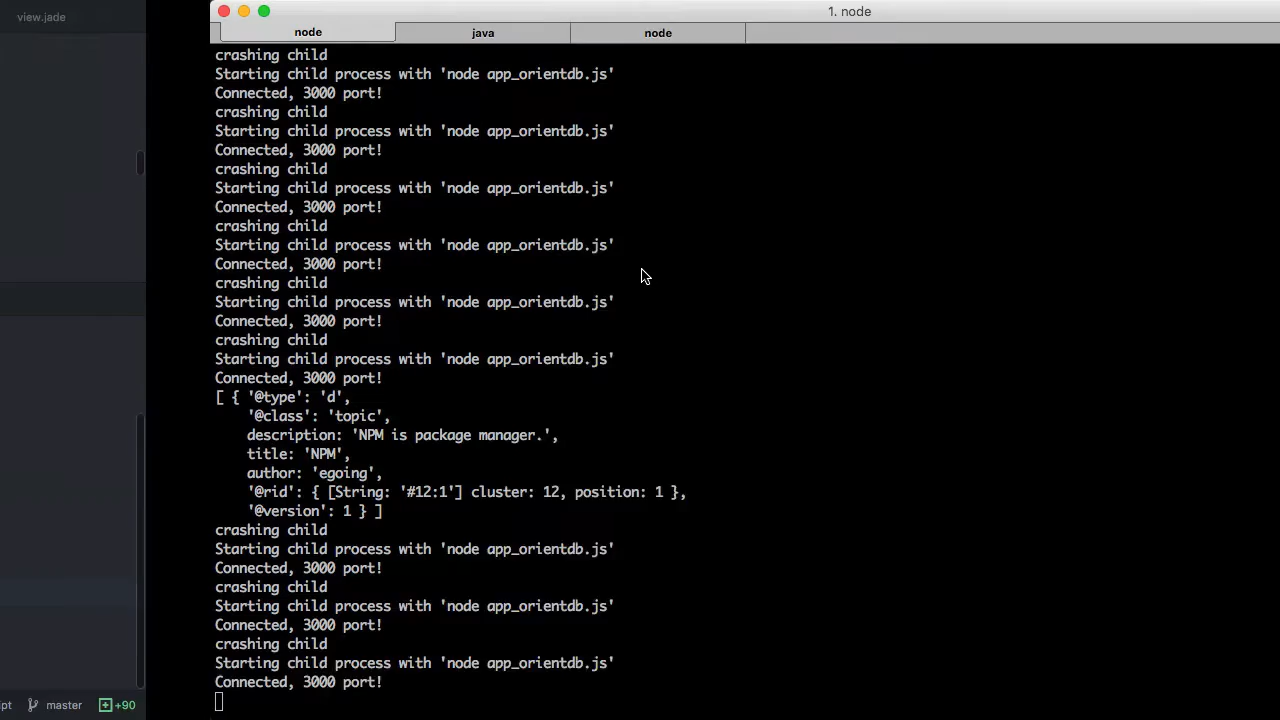 view.jade
1. node
node
java
node
crashing child
Starting child process with 'node app_orientdb.js'
Connected, 3000 port!
crashing child
Starting child process with 'node app_orientdb.js'
Connected, 3000 port!
crashing child
Starting child process with 'node app_orientdb.js'
Connected, 3000 port!
crashing child
Starting child process with 'node app_orientdb.js'
Connected, 3000 port!
crashing child
Starting child process with 'node app_orientdb.js'
Connected, 3000 port!
crashing child
Starting child process with 'node app_orientdb.js'
Connected, 3000 port!
[ { '@type': 'd',
    '@class': 'topic',
    description: 'NPM is package manager.',
    title: 'NPM',
    author: 'egoing',
    '@rid': { [String: '#12:1'] cluster: 12, position: 1 },
    '@version': 1 } ]
crashing child
Starting child process with 'node app_orientdb.js'
Connected, 3000 port!
crashing child
Starting child process with 'node app_orientdb.js'
Connected, 3000 port!
crashing child
Starting child process with 'node app_orientdb.js'
Connected, 3000 port!
ipt master +90